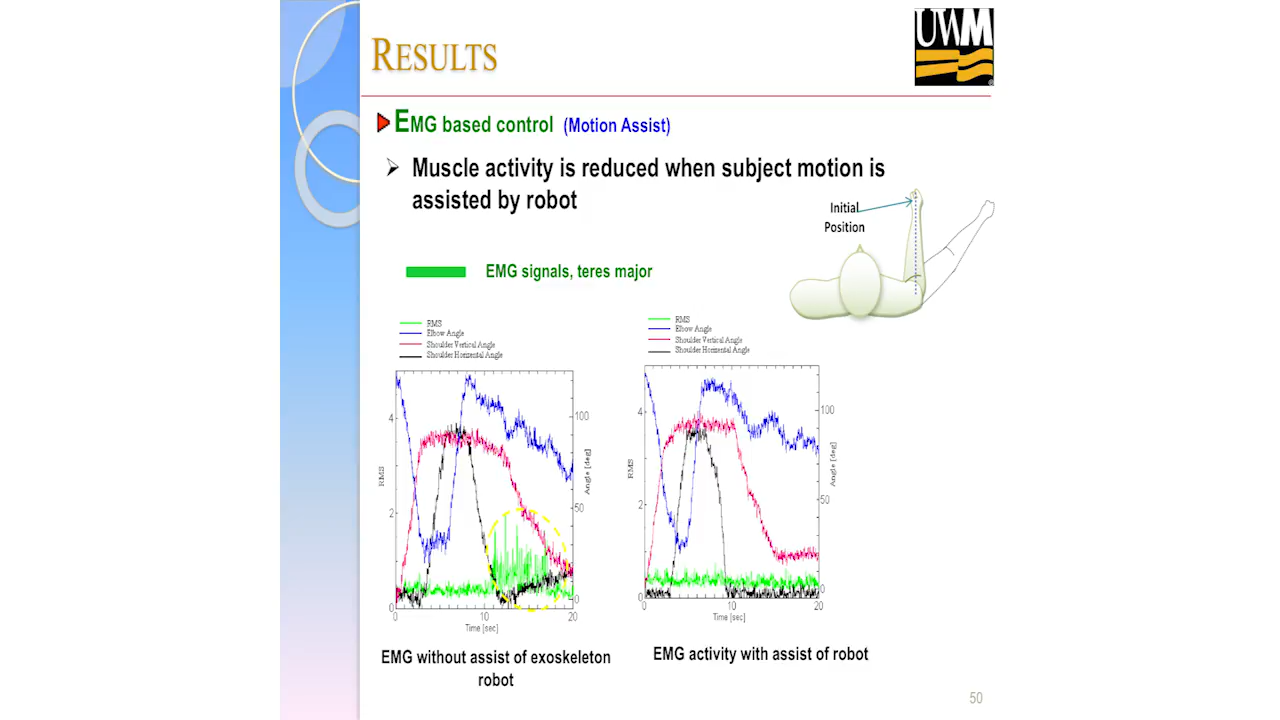 RESULTS
UWM
EMG based control (Motion Assist)
Muscle activity is reduced when subject motion is
assisted by robot
Initial
Position
EMG signals, teres major
RMS
Elbow Angle
Shoulder Vertical Angle
Shoulder Horizental Angle
4
2
0
RMS
100
50
0
Angle [deg]
0
10
20
Time [sec]
EMG without assist of exoskeleton
robot
RMS
Elbow Angle
Shoulder Vertical Angle
Shoulder Horizental Angle
4
2
0
RMS
100
50
0
Angle [deg]
0
10
20
Time [sec]
EMG activity with assist of robot
50